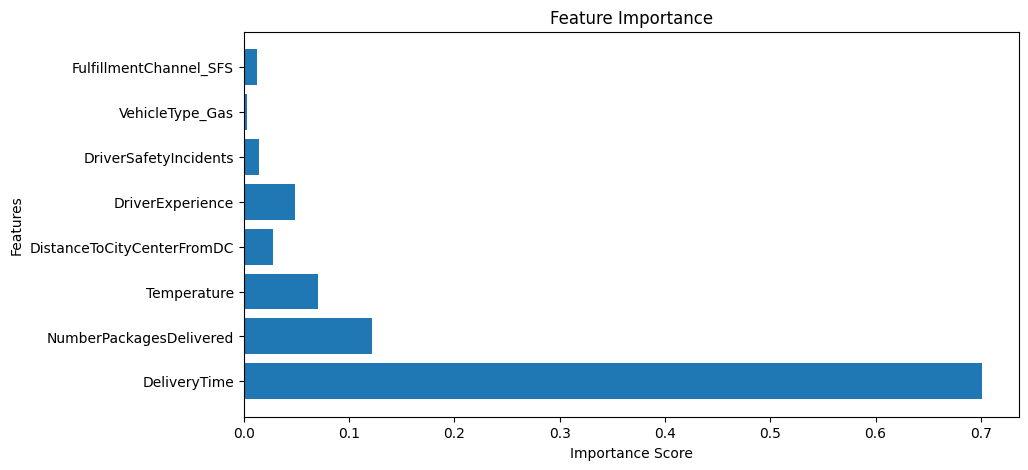 Feature Importance
Features
FulfillmentChannel_SFS
VehicleType_Gas
DriverSafetyIncidents
DriverExperience
DistanceToCityCenterFromDC
Temperature
NumberPackagesDelivered
DeliveryTime
0.0 0.1 0.2 0.3 0.4 0.5 0.6 0.7
Importance Score